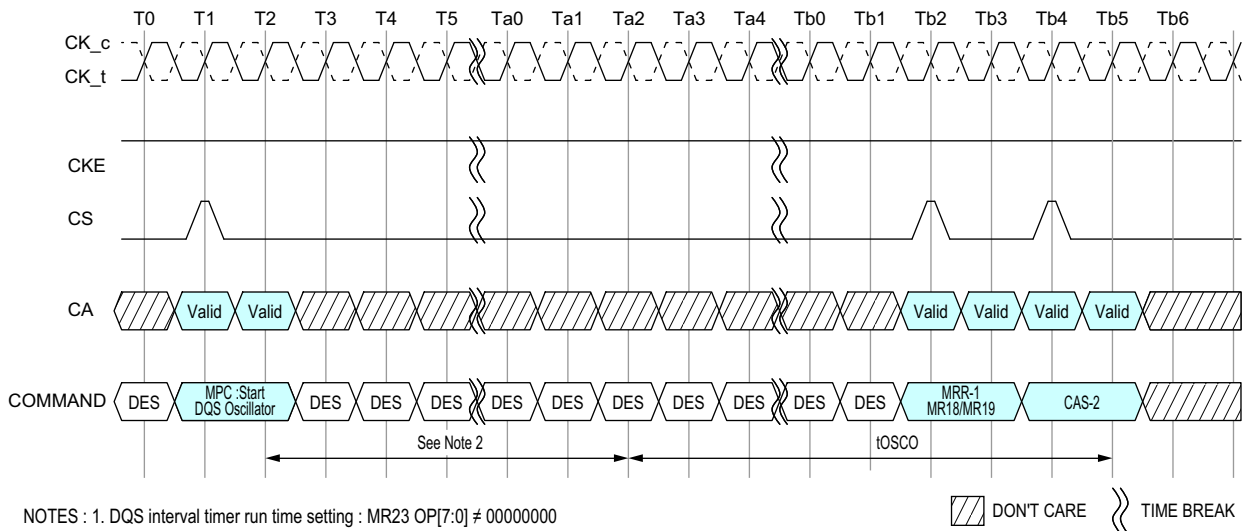 T0 T1 T2 T3 T4 T5 Ta0 Ta1 Ta2 Ta3 Ta4 Tb0 Tb1 Tb2 Tb3 Tb4 Tb5 Tb6
CK_c
CK_t
CKE
CS
CA Valid Valid Valid Valid Valid Valid
COMMAND DES MPC :Start DES DES DES DES DES DES DES DES DES DES MRR-1 CAS-2
DQS Oscillator MR18/MR19
See Note 2 tOSCO
NOTES : 1. DQS interval timer run time setting : MR23 OP[7:0] ≠ 00000000 DON'T CARE TIME BREAK